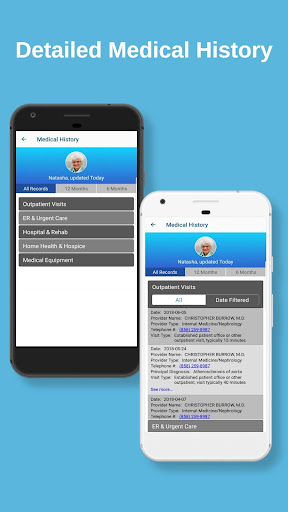 Detailed Medical History
Medical History
Natasha, updated Today
All Records 12 Months 6 Months
Outpatient Visits
ER & Urgent Care
Hospital & Rehab
Home Health & Hospice
Medical Equipment
Medical History
Natasha, updated Today
All Records 12 Months 6 Months
Outpatient Visits
All Date Filtered
Date: 2018-06-05
Provider Name: CHRISTOPHER BURROW, M.D.
Provider Type: Internal Medicine/Nephrology
Telephone #: (856) 259-8987
Visit Type: Established patient office or other
outpatient visit, typically 15 minutes
Date: 2018-05-24
Provider Name: CHRISTOPHER BURROW, M.D.
Provider Type: Internal Medicine/Nephrology
Telephone #: (856) 259-8987
Principal Diagnosis: Atherosclerosis of aorta
Visit Type: Established patient office or other
outpatient, visit typically 40 minutes
See more...
Date: 2018-04-07
Provider Name: CHRISTOPHER BURROW, M.D.
Provider Type: Internal Medicine/Nephrology
Telephone #: (856) 259-8987
ER & Urgent Care